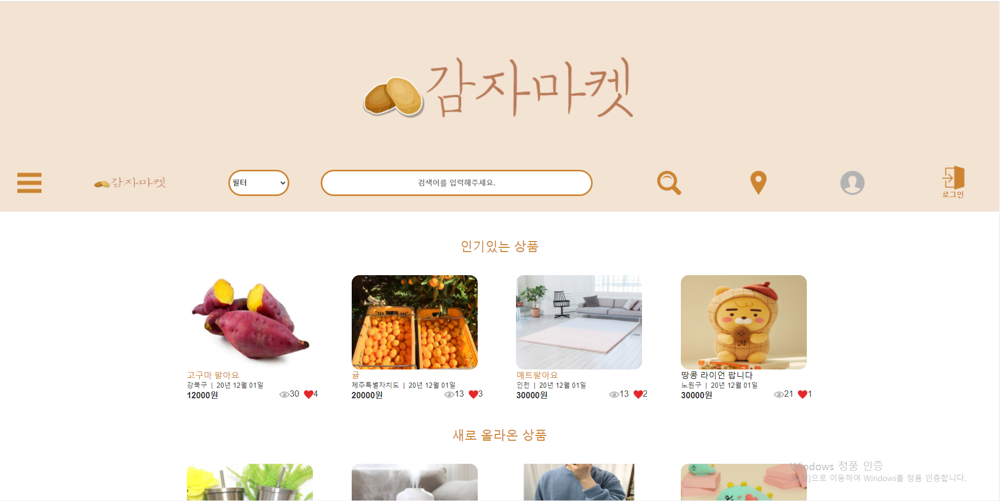 감자마켓
감자마켓
필터
검색어를 입력해주세요.
로그인
인기있는 상품
고구마 팔아요
강북구 | 20년 12월 01일
12000원 30 4
귤
제주특별자치도 | 20년 12월 01일
20000원 13 3
매트팔아요
인천 | 20년 12월 01일
30000원 13 2
땅콩 라이언 팝니다
노원구 | 20년 12월 01일
30000원 21 1
새로 올라온 상품
Windows 정품 인증
[설정]으로 이동하여 Windows를 정품 인증합니다.